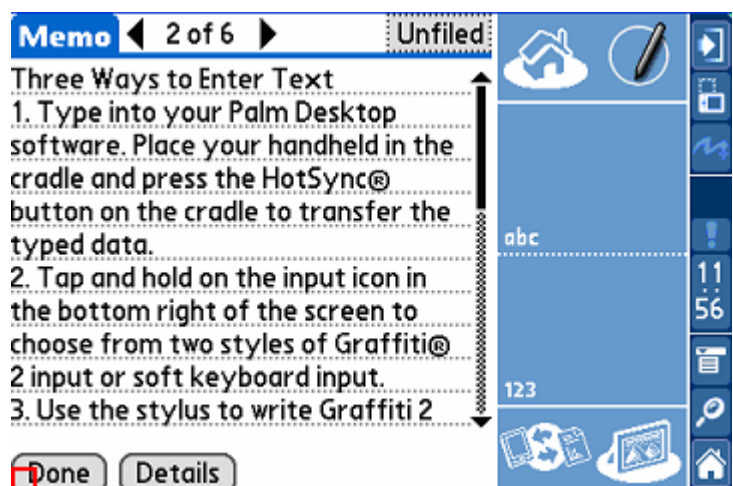 Memo 2 of 6 Unfiled
Three Ways to Enter Text
1. Type into your Palm Desktop
software. Place your handheld in the
cradle and press the HotSync®
button on the cradle to transfer the
typed data.
2. Tap and hold on the input icon in
the bottom right of the screen to
choose from two styles of Graffiti®
2 input or soft keyboard input.
3. Use the stylus to write Graffiti 2
Done Details
abc
123
11
56